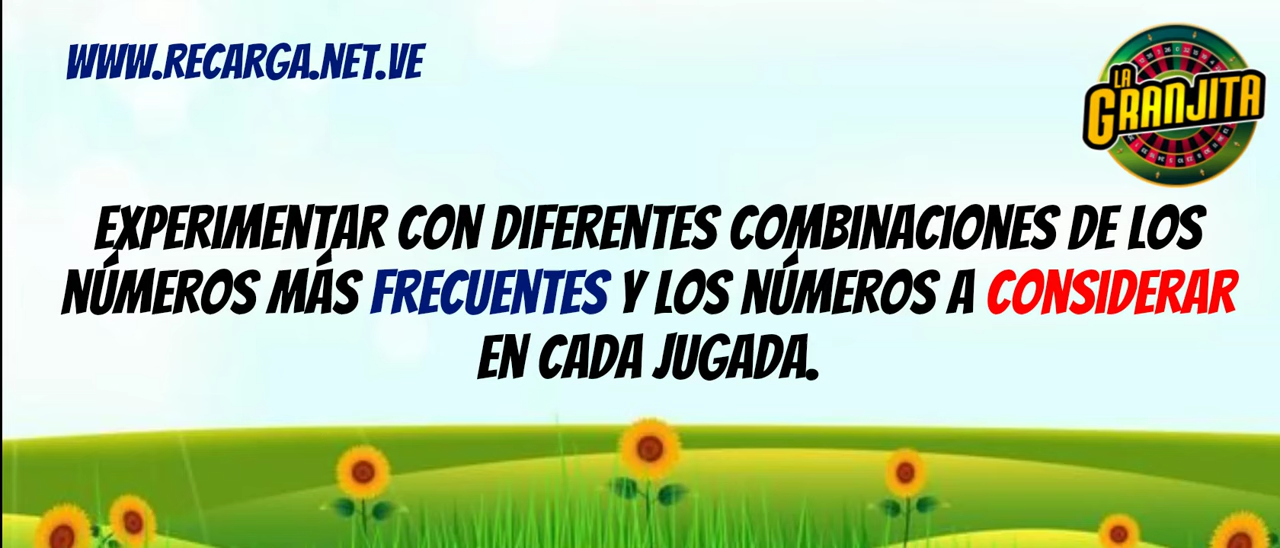 WWW.RECARGA.NET.VE
LA
GRANJITA
EXPERIMENTAR CON DIFERENTES COMBINACIONES DE LOS
NÚMEROS MÁS FRECUENTES Y LOS NÚMEROS A CONSIDERAR
EN CADA JUGADA.